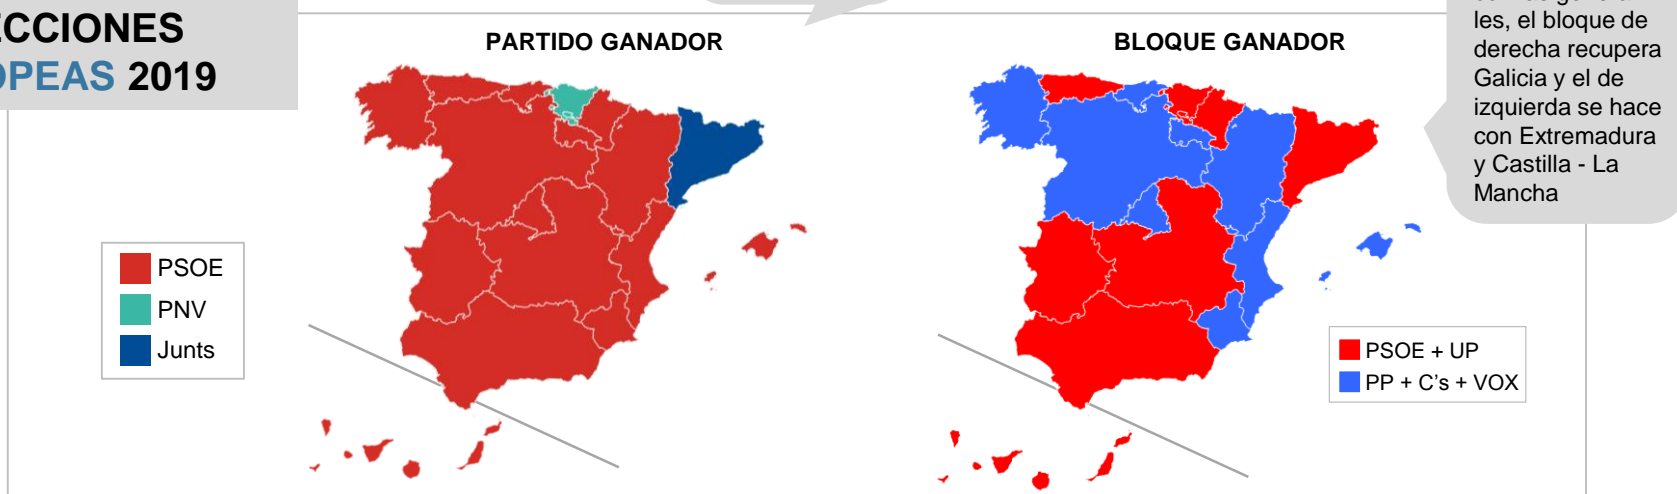 ECCIONES
OPEAS 2019
PARTIDO GANADOR
BLOQUE GANADOR
les, el bloque de
derecha recupera
Galicia y el de
izquierda se hace
con Extremadura
y Castilla - La
Mancha
PSOE
PNV
Junts
PSOE + UP
PP + C's + VOX